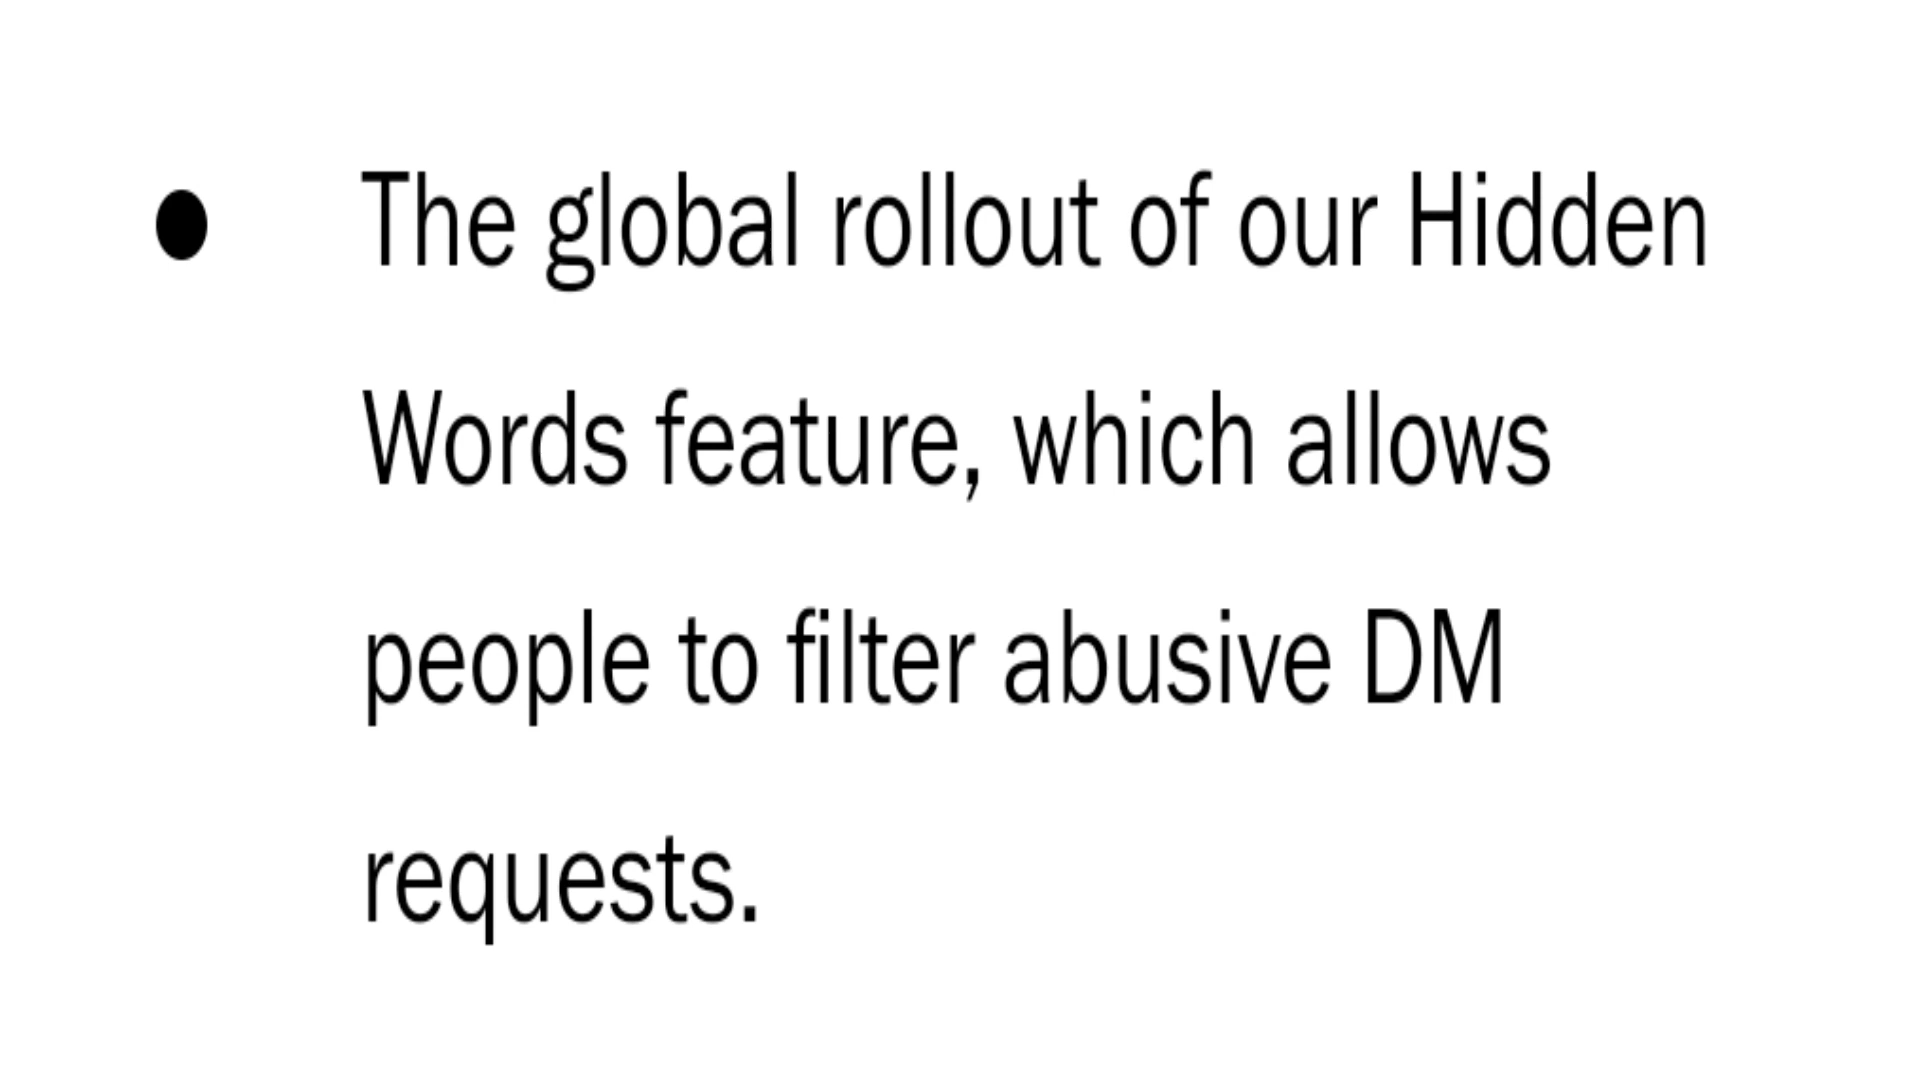 ● The global rollout of our Hidden
Words feature, which allows
people to filter abusive DM
requests.